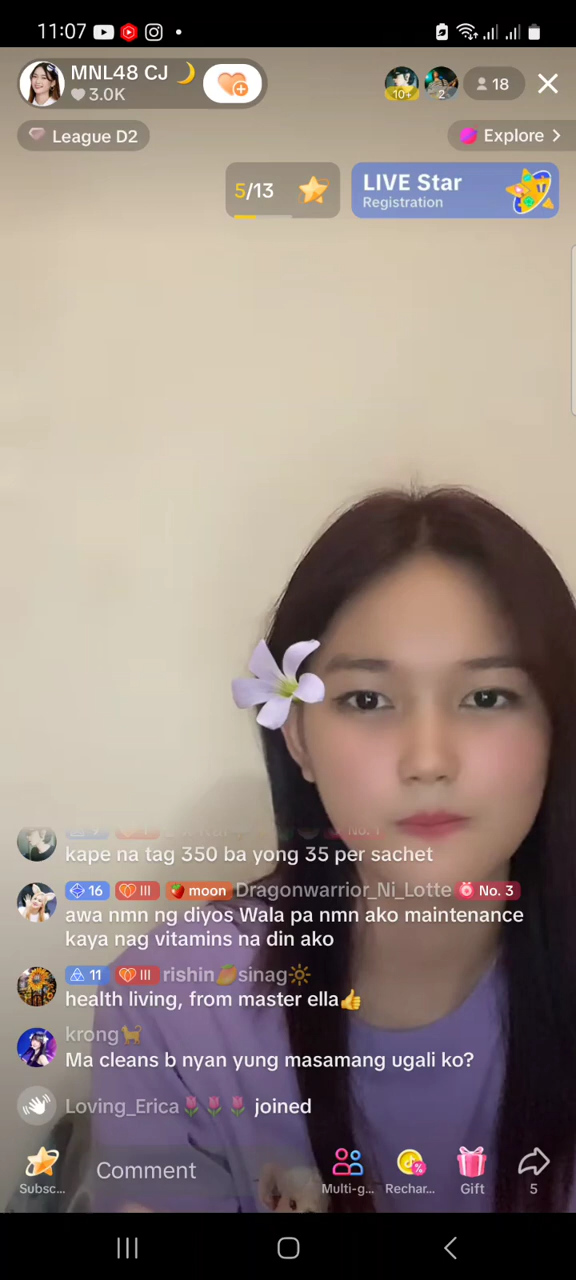 11:07
MNL48 CJ 🌙
3.0K
10+
2
18
League D2
Explore >
5/13
LIVE Star
Registration
No. 1
kape na tag 350 ba yong 35 per sachet
16 III moon Dragonwarrior_Ni_Lotte No. 3
awa nmn ng diyos Wala pa nmn ako maintenance
kaya nag vitamins na din ako
11 III rishin🥭sinag🔆
health living, from master ella👍
krong🐈
Ma cleans b nyan yung masamang ugali ko?
Loving_Erica🌷🌷🌷 joined
Comment
Subsc...
Multi-g...
Rechar...
Gift
5